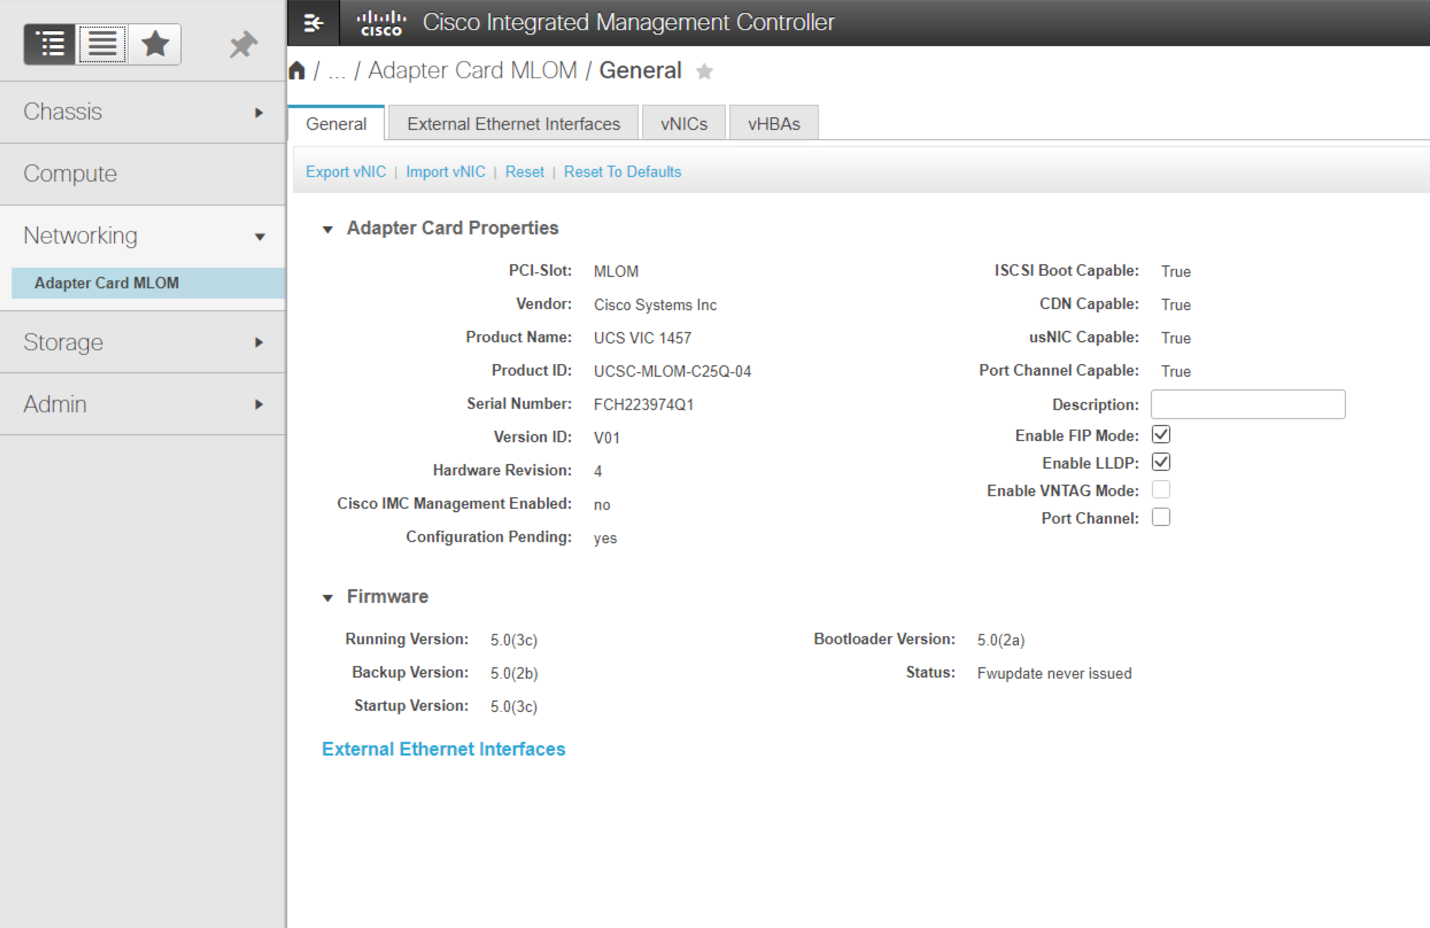 cisco Cisco Integrated Management Controller
/ ... / Adapter Card MLOM / General
Chassis
Compute
Networking
Adapter Card MLOM
Storage
Admin
General External Ethernet Interfaces vNICs vHBAs
Export vNIC | Import vNIC | Reset | Reset To Defaults
Adapter Card Properties
PCI-Slot: MLOM
Vendor: Cisco Systems Inc
Product Name: UCS VIC 1457
Product ID: UCSC-MLOM-C25Q-04
Serial Number: FCH223974Q1
Version ID: V01
Hardware Revision: 4
Cisco IMC Management Enabled: no
Configuration Pending: yes
ISCSI Boot Capable: True
CDN Capable: True
usNIC Capable: True
Port Channel Capable: True
Description:
Enable FIP Mode:
Enable LLDP:
Enable VNTAG Mode:
Port Channel:
Firmware
Running Version: 5.0(3c)
Backup Version: 5.0(2b)
Startup Version: 5.0(3c)
Bootloader Version: 5.0(2a)
Status: Fwupdate never issued
External Ethernet Interfaces